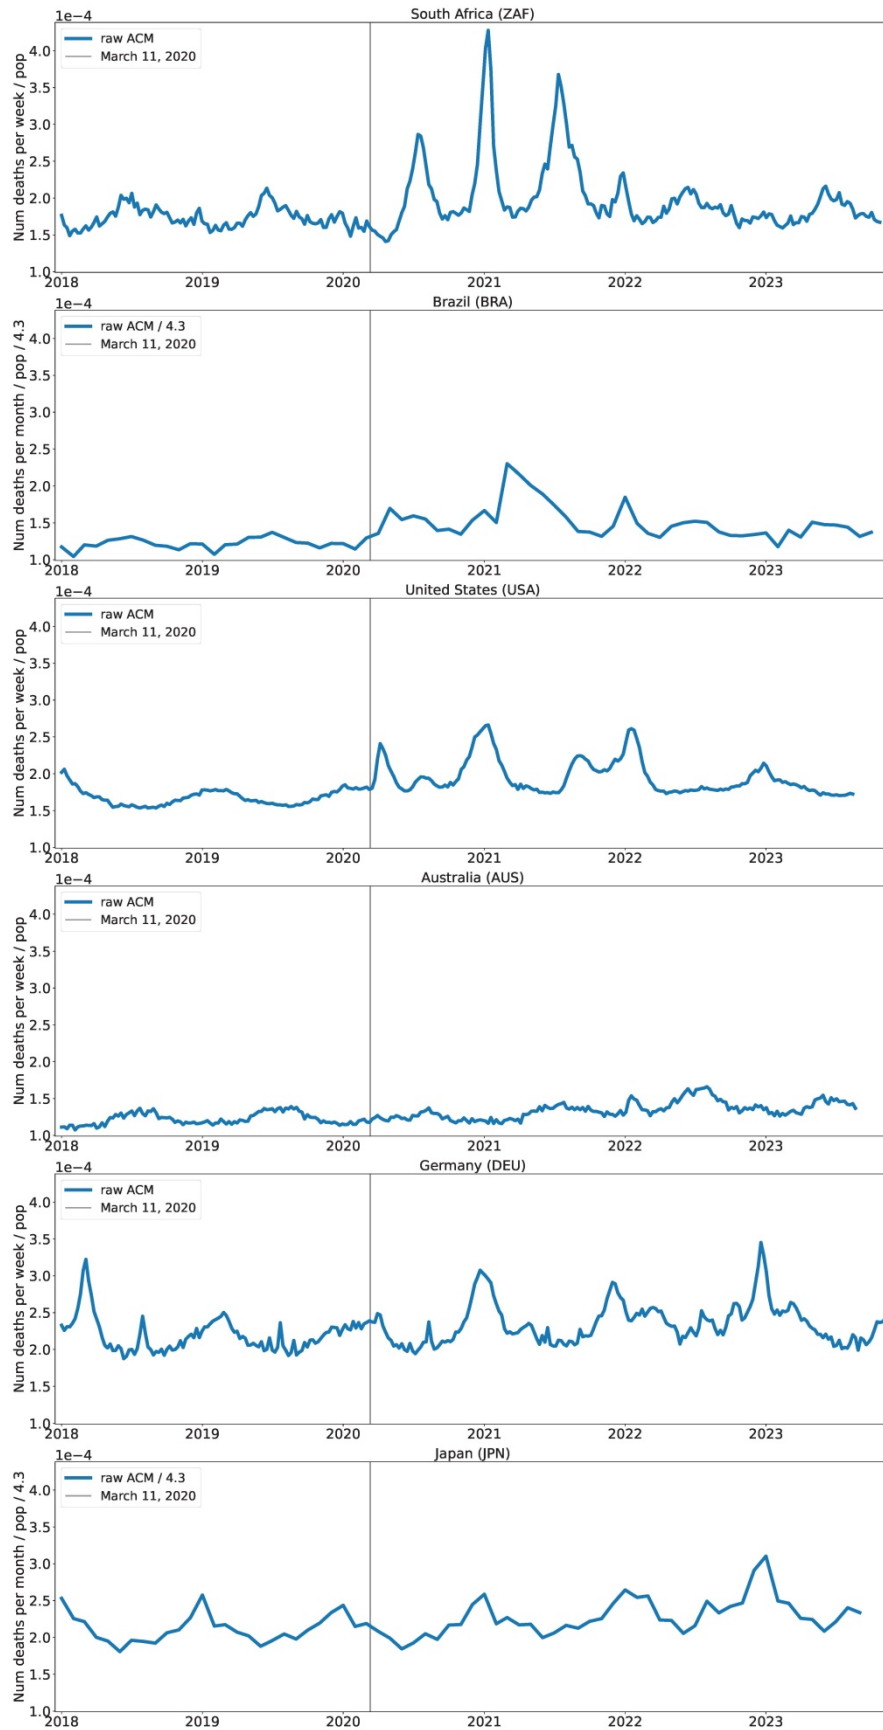 South Africa (ZAF)
1e−4
raw ACM
March 11, 2020
Num deaths per week / pop
4.0
3.5
3.0
2.5
2.0
1.5
1.0
2018 2019 2020 2021 2022 2023
Brazil (BRA)
1e−4
raw ACM / 4.3
March 11, 2020
Num deaths per month / pop / 4.3
4.0
3.5
3.0
2.5
2.0
1.5
1.0
2018 2019 2020 2021 2022 2023
United States (USA)
1e−4
raw ACM
March 11, 2020
Num deaths per week / pop
4.0
3.5
3.0
2.5
2.0
1.5
1.0
2018 2019 2020 2021 2022 2023
Australia (AUS)
1e−4
raw ACM
March 11, 2020
Num deaths per week / pop
4.0
3.5
3.0
2.5
2.0
1.5
1.0
2018 2019 2020 2021 2022 2023
Germany (DEU)
1e−4
raw ACM
March 11, 2020
Num deaths per week / pop
4.0
3.5
3.0
2.5
2.0
1.5
1.0
2018 2019 2020 2021 2022 2023
Japan (JPN)
1e−4
raw ACM / 4.3
March 11, 2020
Num deaths per month / pop / 4.3
4.0
3.5
3.0
2.5
2.0
1.5
1.0
2018 2019 2020 2021 2022 2023